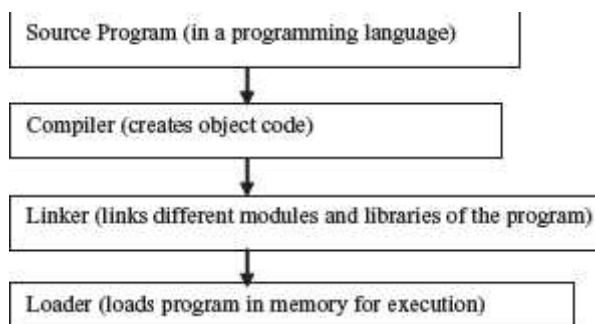 Source Program (in a programming language)
Compiler (creates object code)
Linker (links different modules and libraries of the program)
Loader (loads program in memory for execution)